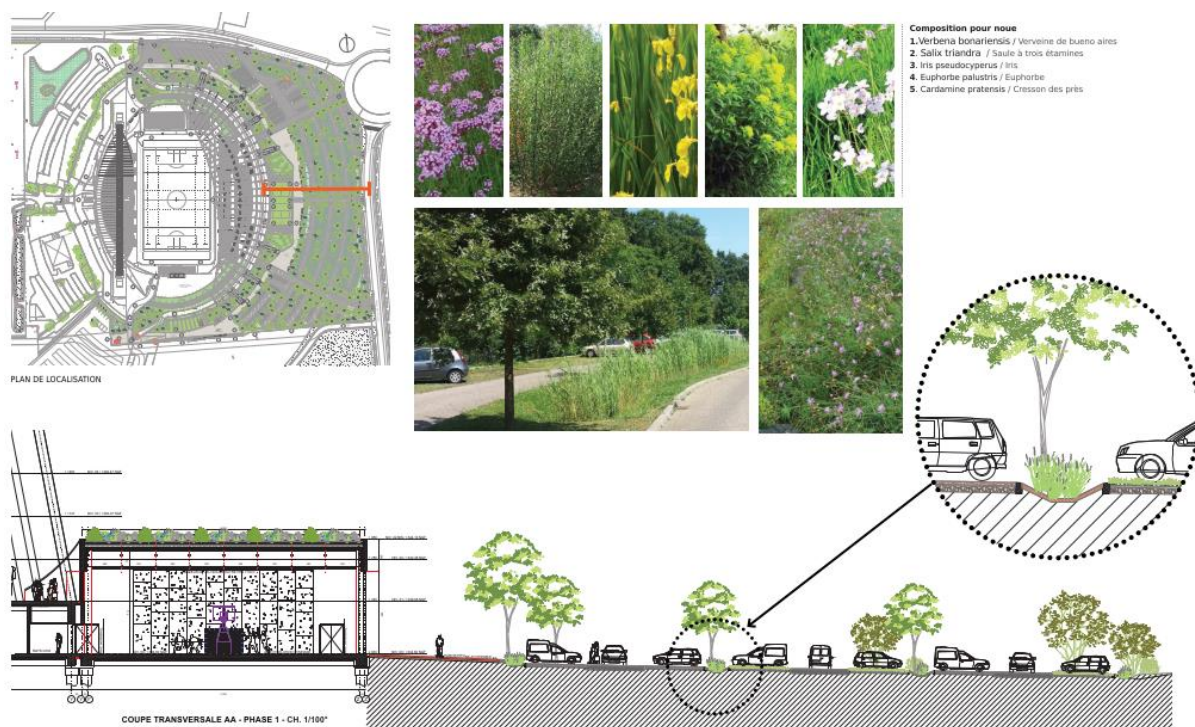 Composition pour noue
1.Verbena bonariensis / Verveine de bueno aires
2. Salix triandra / Saule à trois étamines
3. Iris pseudocyperus / Iris
4. Euphorbe palustris / Euphorbe
5. Cardamine pratensis / Cresson des près
PLAN DE LOCALISATION
COUPE TRANSVERSALE AA - PHASE 1 - CH. 1/100°